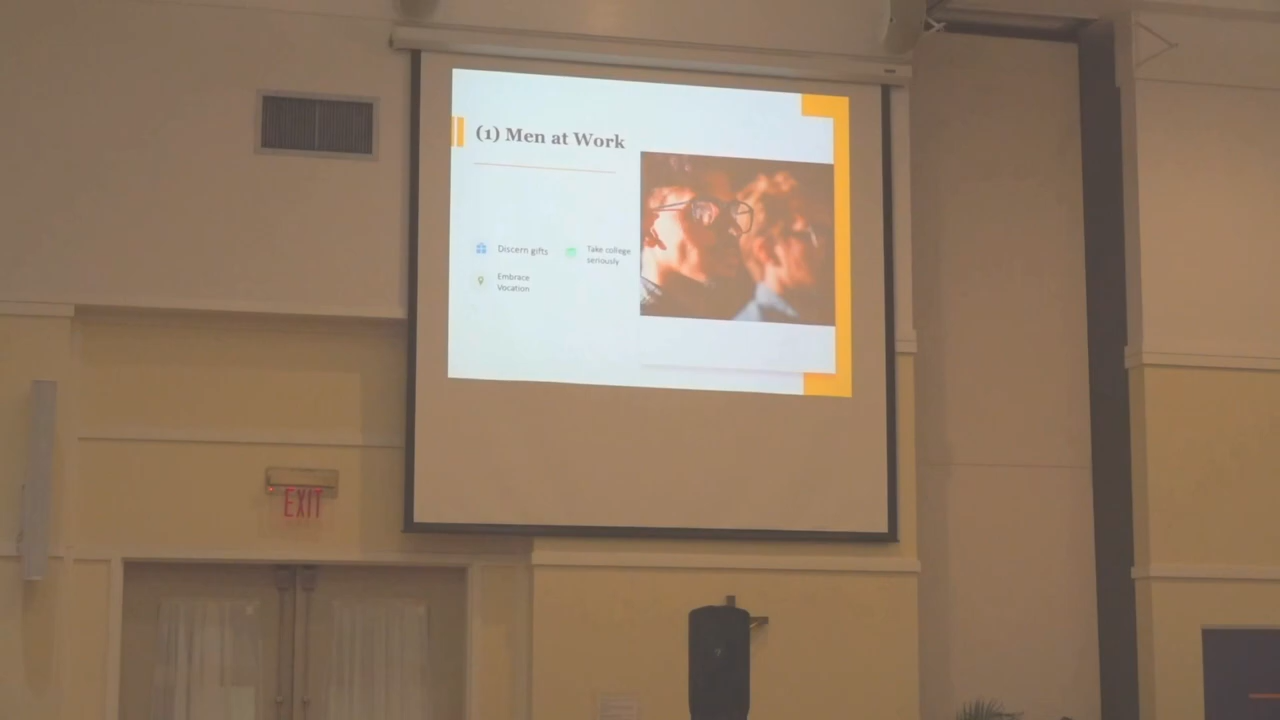 (1) Men at Work
Discern gifts
Take college
seriously
Embrace
Vocation
EXIT